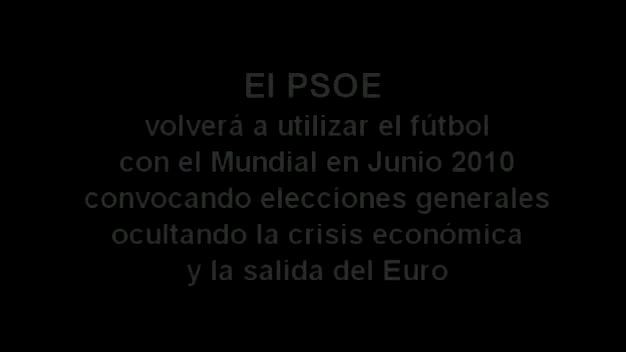 El PSOE
volverá a utilizar el fútbol
con el Mundial en Junio 2010
convocando elecciones generales
ocultando la crisis económica
y la salida del Euro